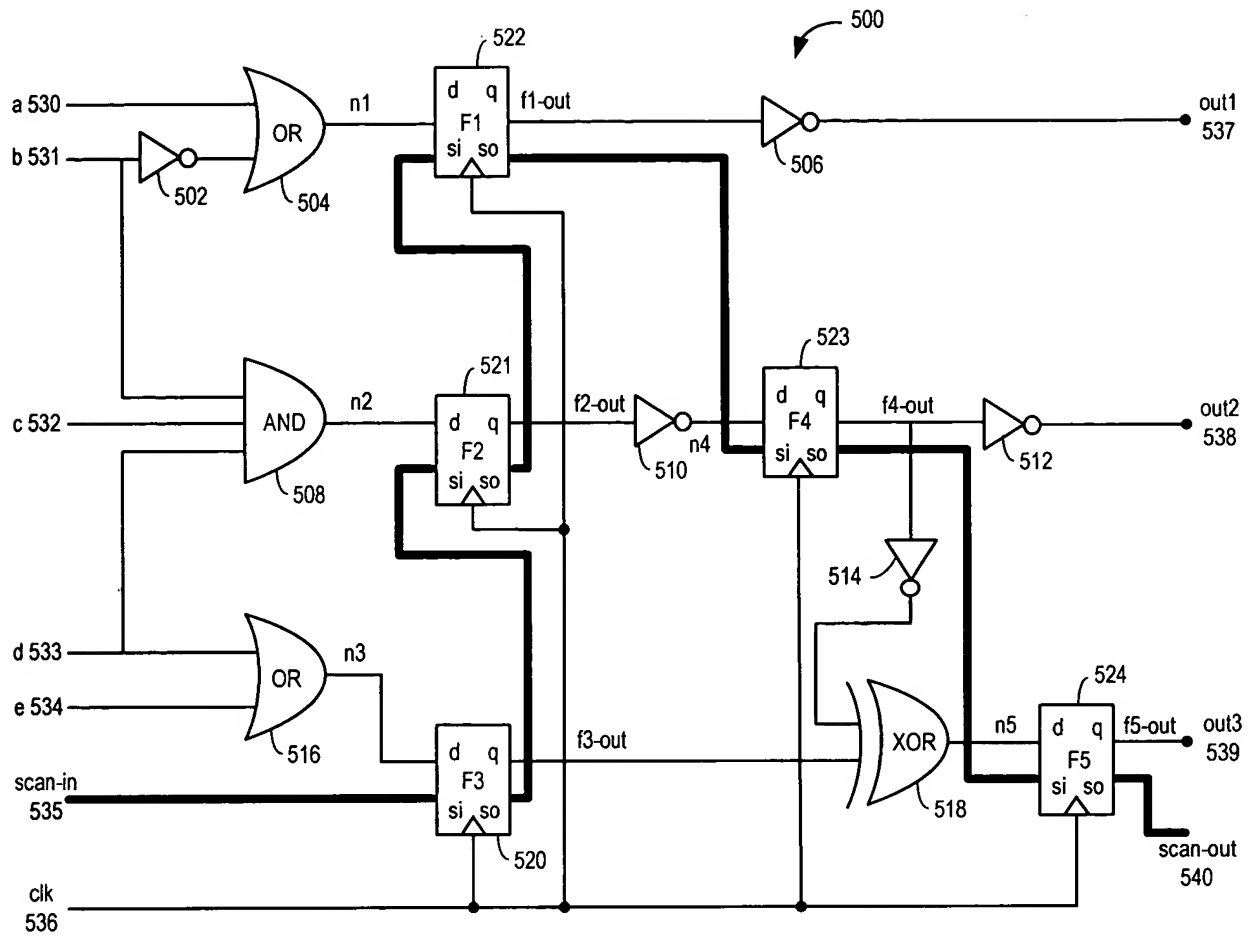 500
522
a 530
n1
d q
f1-out
out1
537
OR
F1
b 531
si so
502
504
506
523
521
c 532
AND
n2
d q
f2-out
d q
f4-out
out2
538
F2
n4
F4
si so
510
si so
512
508
514
d 533
n3
OR
524
e 534
516
d q
f3-out
XOR
n5
d q
f5-out
out3
539
scan-in
535
F3
F5
si so
518
si so
520
scan-out
540
clk
536